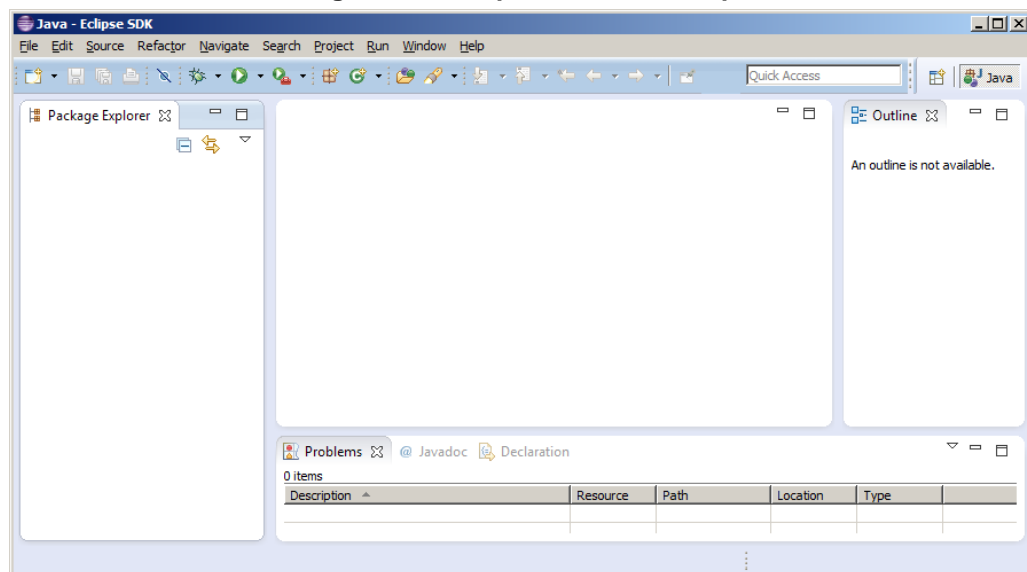 Java - Eclipse SDK
File Edit Source Refactor Navigate Search Project Run Window Help
Quick Access
Java
Package Explorer
Outline
An outline is not available.
Problems @ Javadoc Declaration
0 items
Description Resource Path Location Type